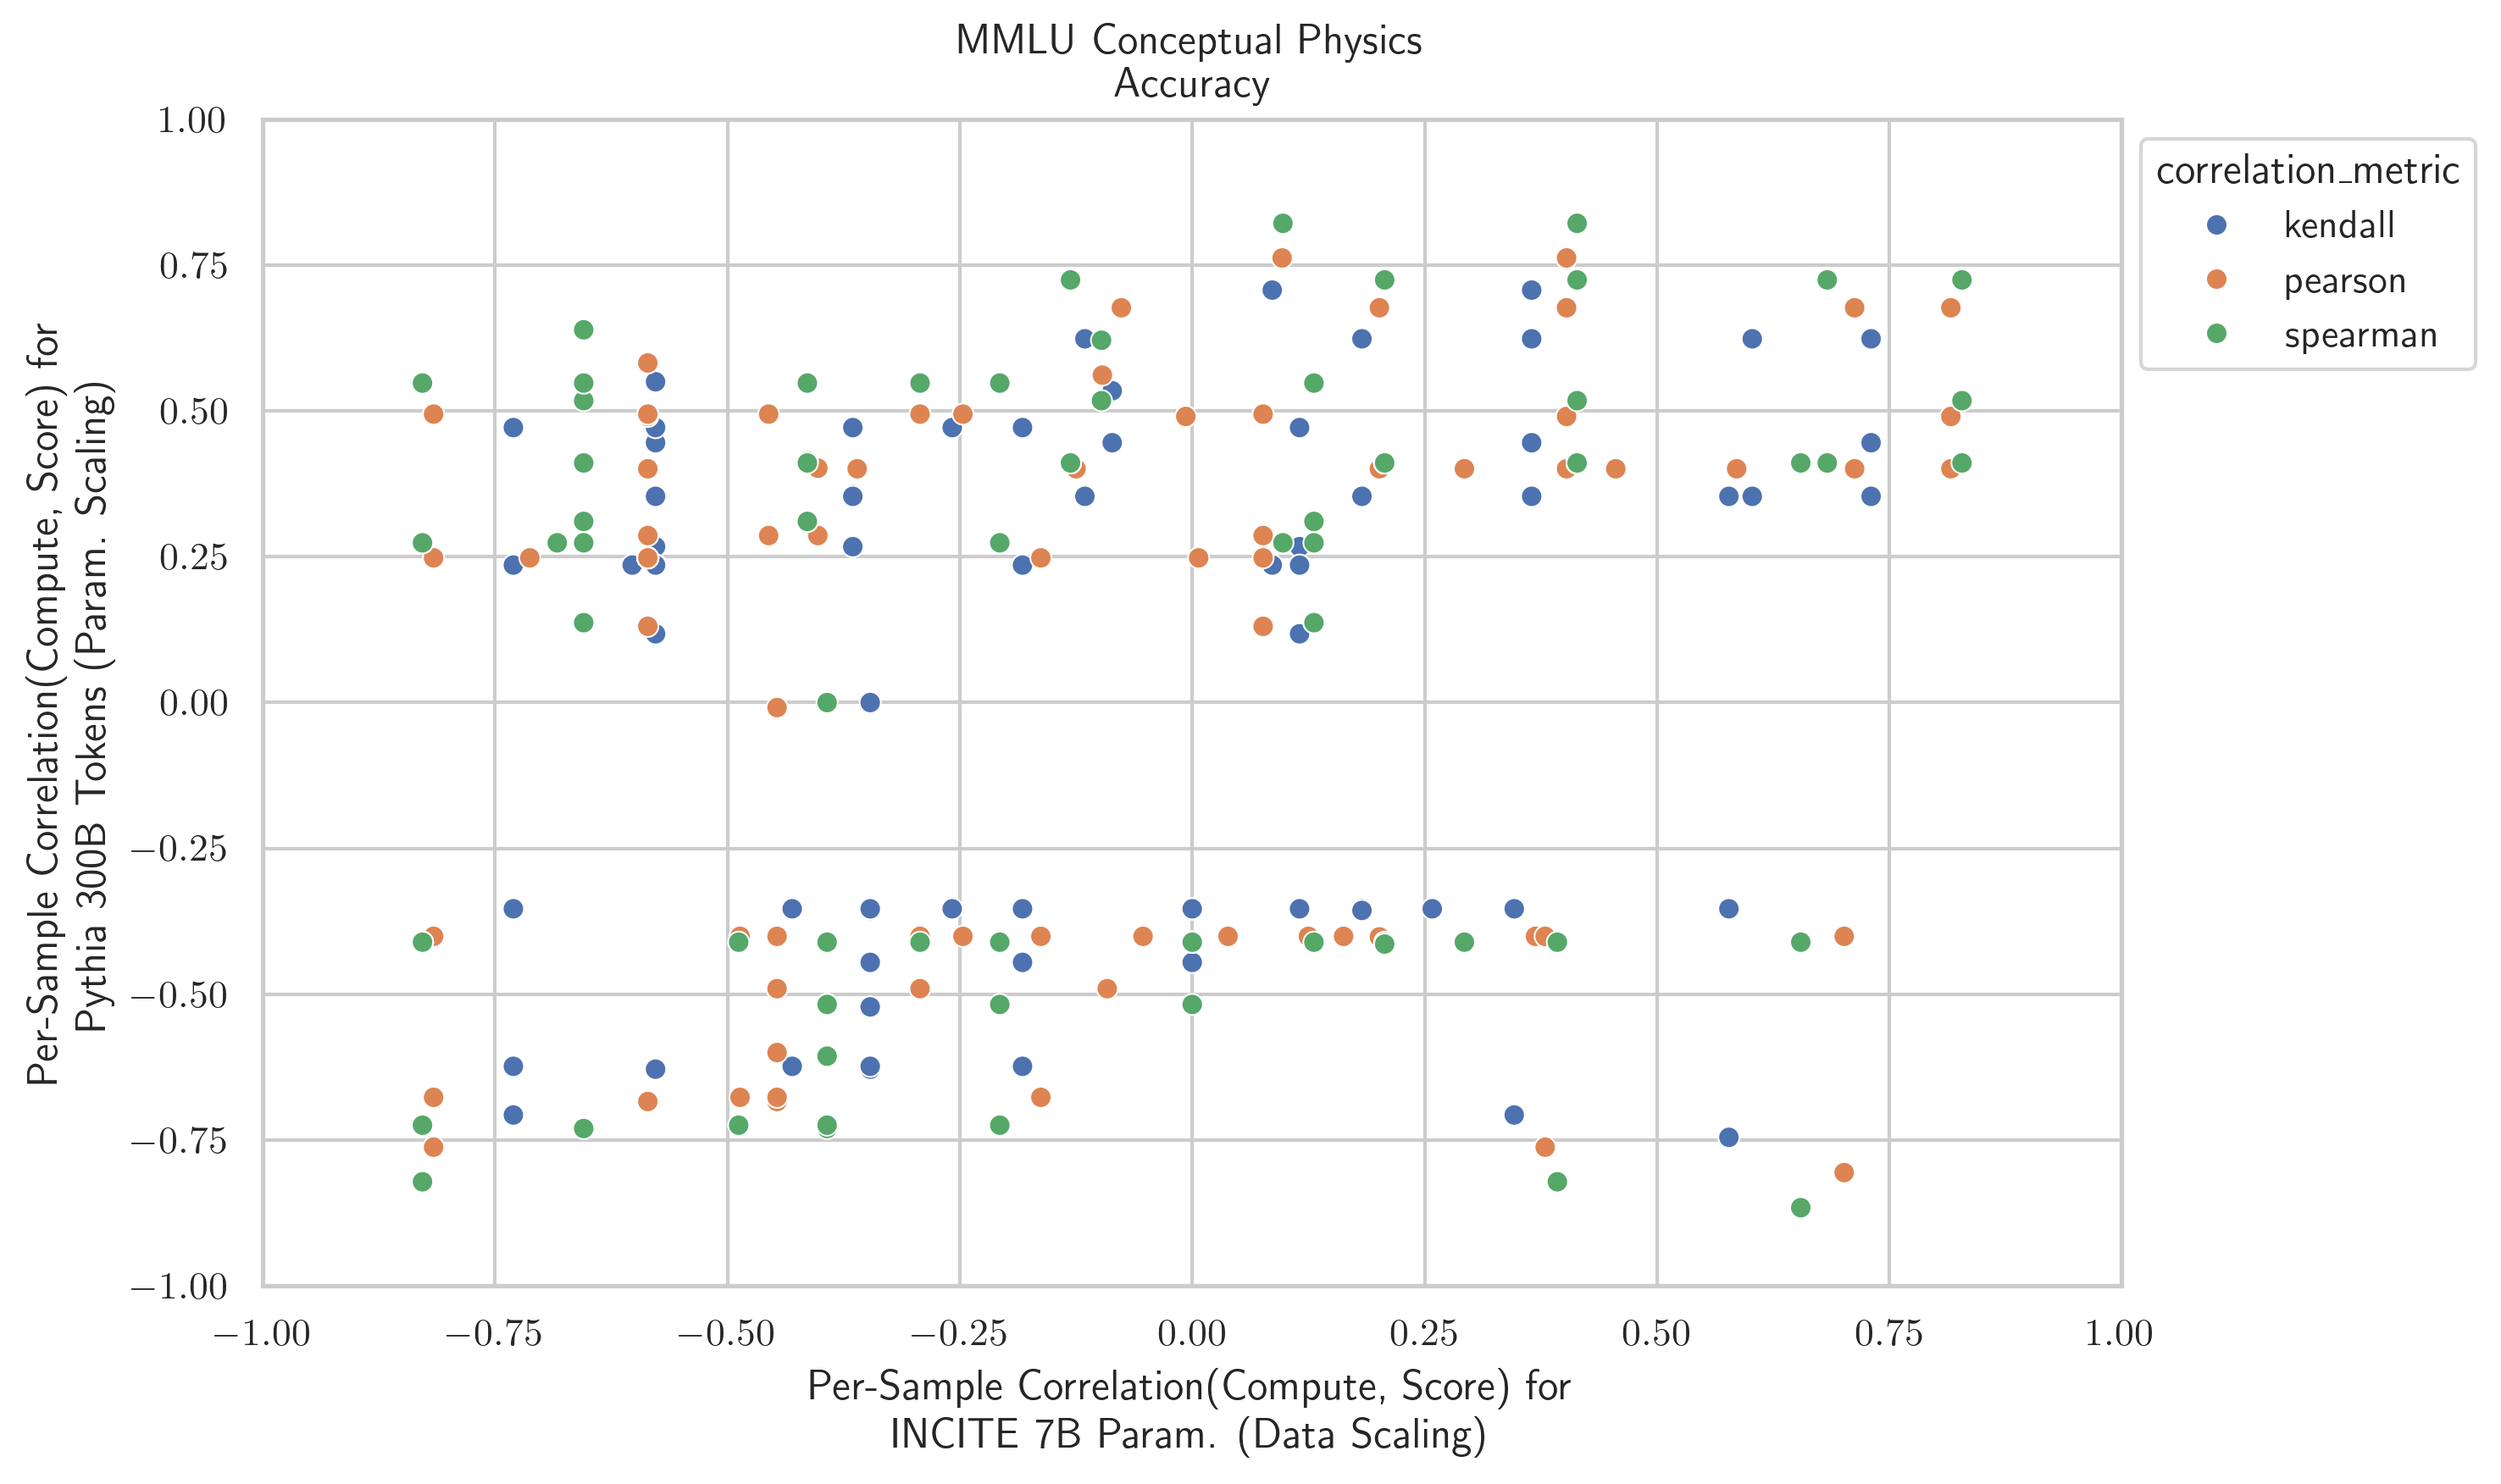 MMLU Conceptual Physics
Accuracy
Per-Sample Correlation(Compute, Score) for
Pythia 300B Tokens (Param. Scaling)
1.00
0.75
0.50
0.25
0.00
−0.25
−0.50
−0.75
−1.00
−1.00 −0.75 −0.50 −0.25 0.00 0.25 0.50 0.75 1.00
Per-Sample Correlation(Compute, Score) for
INCITE 7B Param. (Data Scaling)
correlation_metric
kendall
pearson
spearman